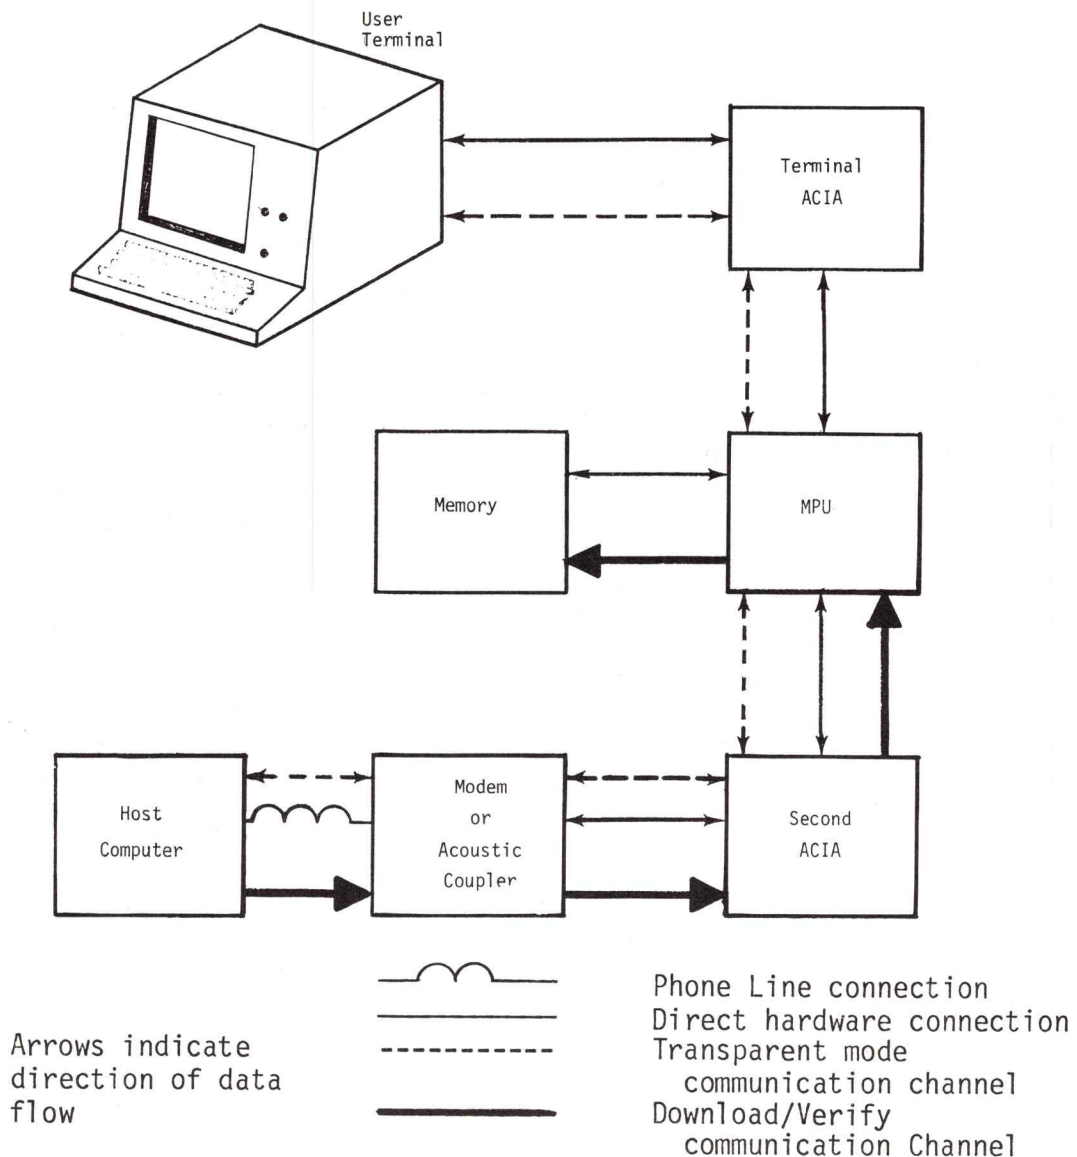 User
Terminal
Terminal
ACIA
Memory
MPU
Host
Computer
Modem
or
Acoustic
Coupler
Second
ACIA
Arrows indicate
direction of data
flow
Phone Line connection
Direct hardware connection
Transparent mode
communication channel
Download/Verify
communication Channel